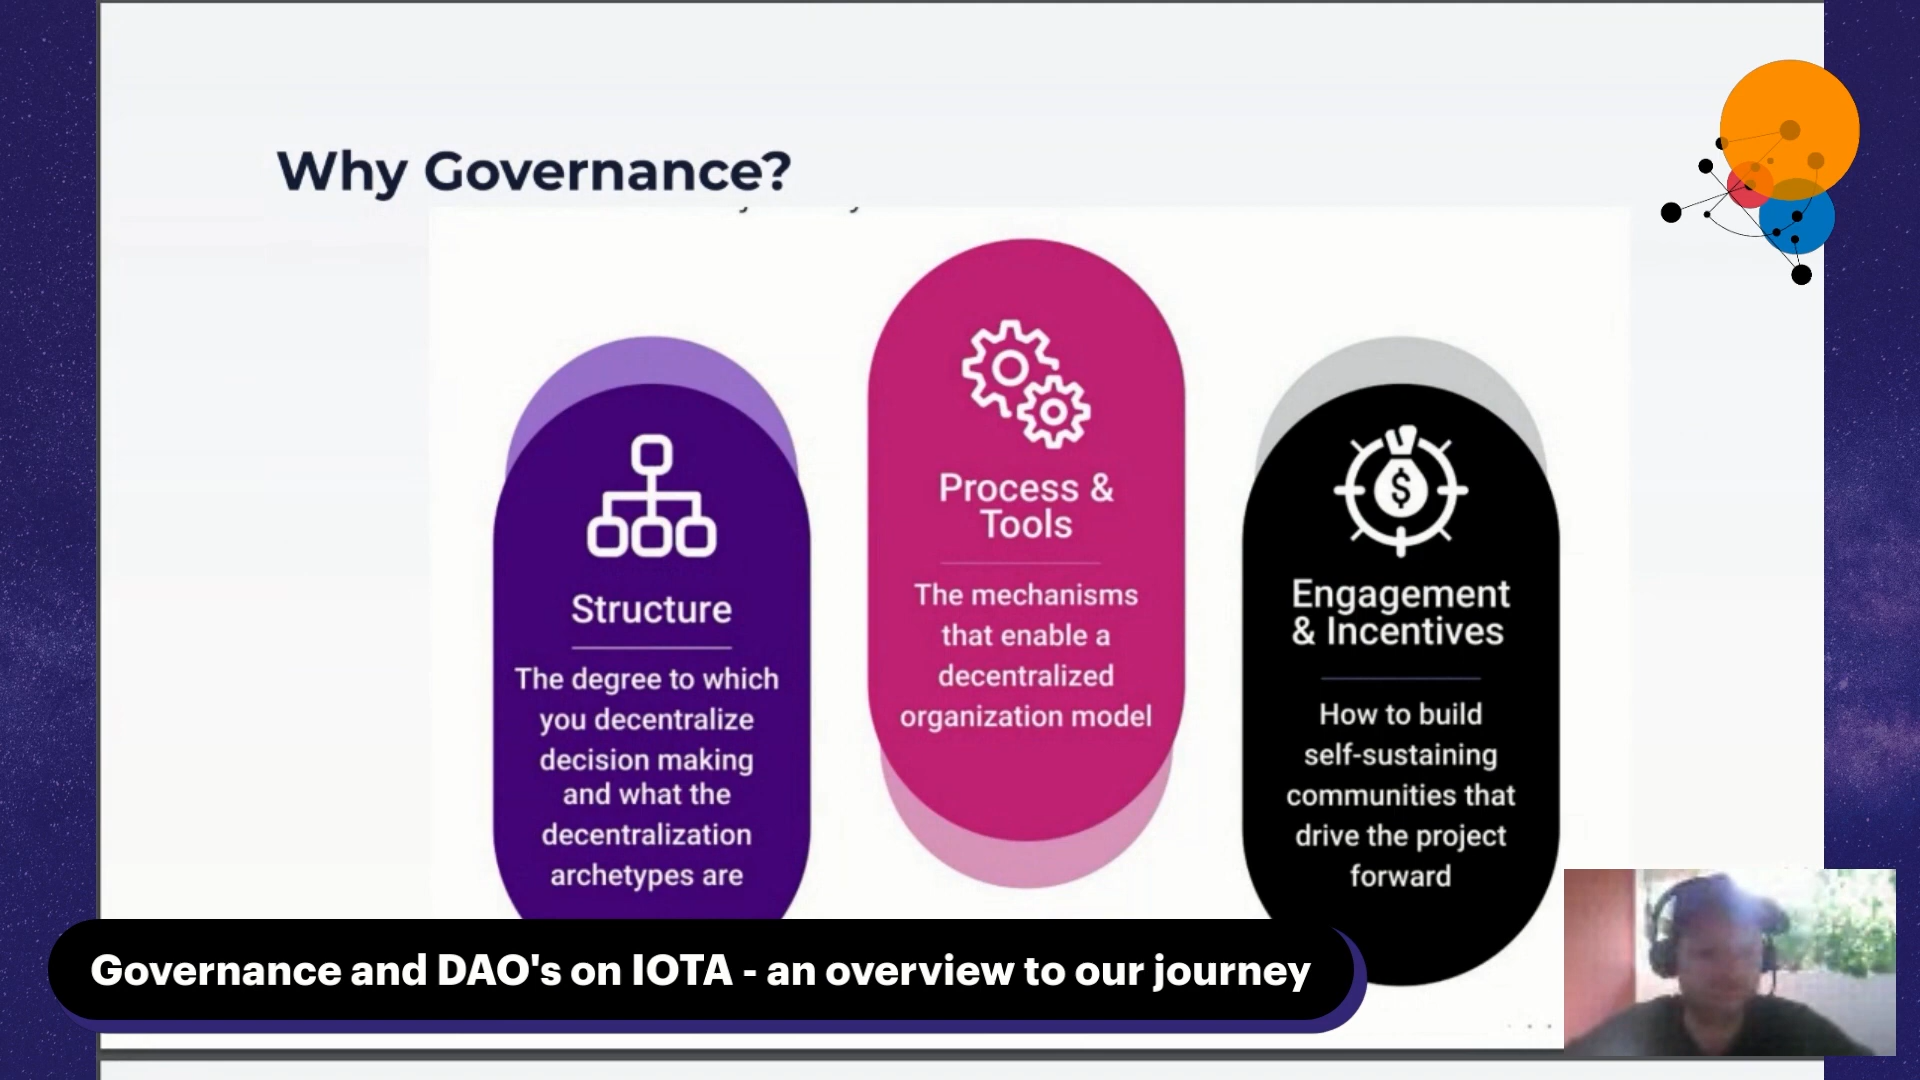 Why Governance?
Structure
The degree to which
you decentralize
decision making
and what the
decentralization
archetypes are
Process &
Tools
The mechanisms
that enable a
decentralized
organization model
$
Engagement
& Incentives
How to build
self-sustaining
communities that
drive the project
forward
Governance and DAO's on IOTA - an overview to our journey